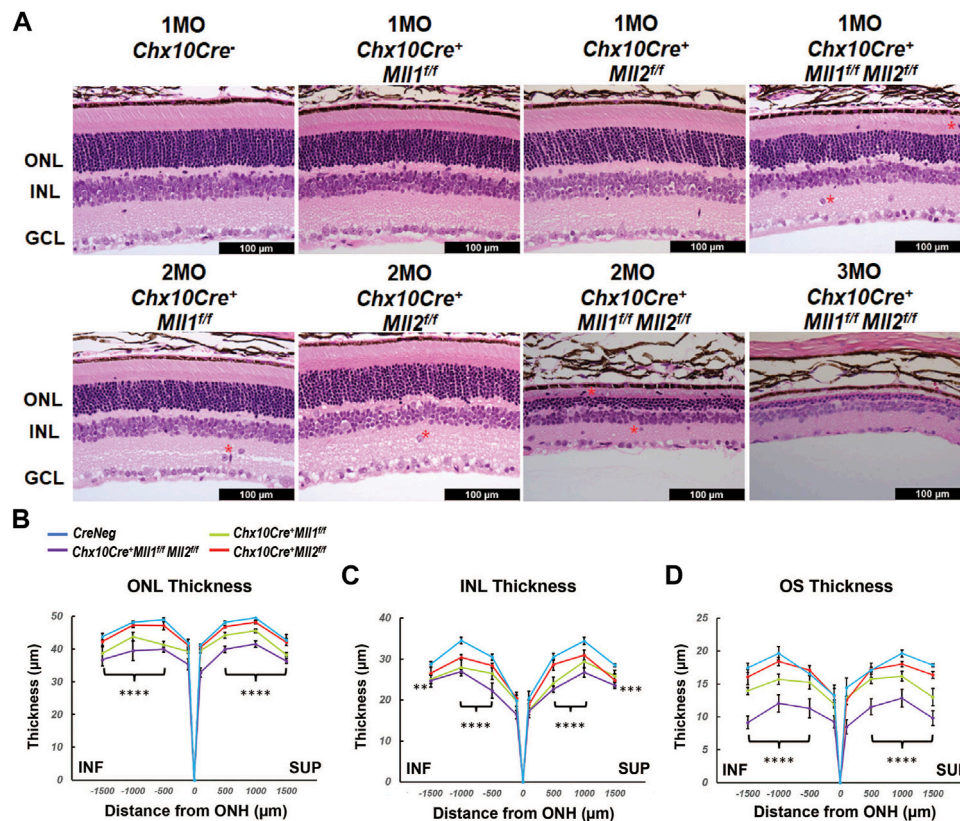 A
1MO
Chx10Cre⁻
1MO
Chx10Cre⁺
Mll1f/f
1MO
Chx10Cre⁺
Mll2f/f
1MO
Chx10Cre⁺
Mll1f/f Mll2f/f
ONL
INL
GCL
*
*
100 µm
100 µm
100 µm
100 µm
2MO
Chx10Cre⁺
Mll1f/f
2MO
Chx10Cre⁺
Mll2f/f
2MO
Chx10Cre⁺
Mll1f/f Mll2f/f
3MO
Chx10Cre⁺
Mll1f/f Mll2f/f
ONL
INL
GCL
*
*
*
*
100 µm
100 µm
100 µm
100 µm
B
CreNeg
Chx10Cre⁺Mll1f/f
Chx10Cre⁺Mll1f/f Mll2f/f
Chx10Cre⁺Mll2f/f
ONL Thickness
Thickness (µm)
50
40
30
20
10
0
****
****
INF
SUP
-1500
-1000
-500
0
500
1000
1500
Distance from ONH (µm)
C
INL Thickness
Thickness (µm)
40
30
20
10
0
**
****
****
***
INF
SUP
-1500
-1000
-500
0
500
1000
1500
Distance from ONH (µm)
D
OS Thickness
Thickness (µm)
25
20
15
10
5
0
****
****
INF
SUP
-1500
-1000
-500
0
500
1000
1500
Distance from ONH (µm)